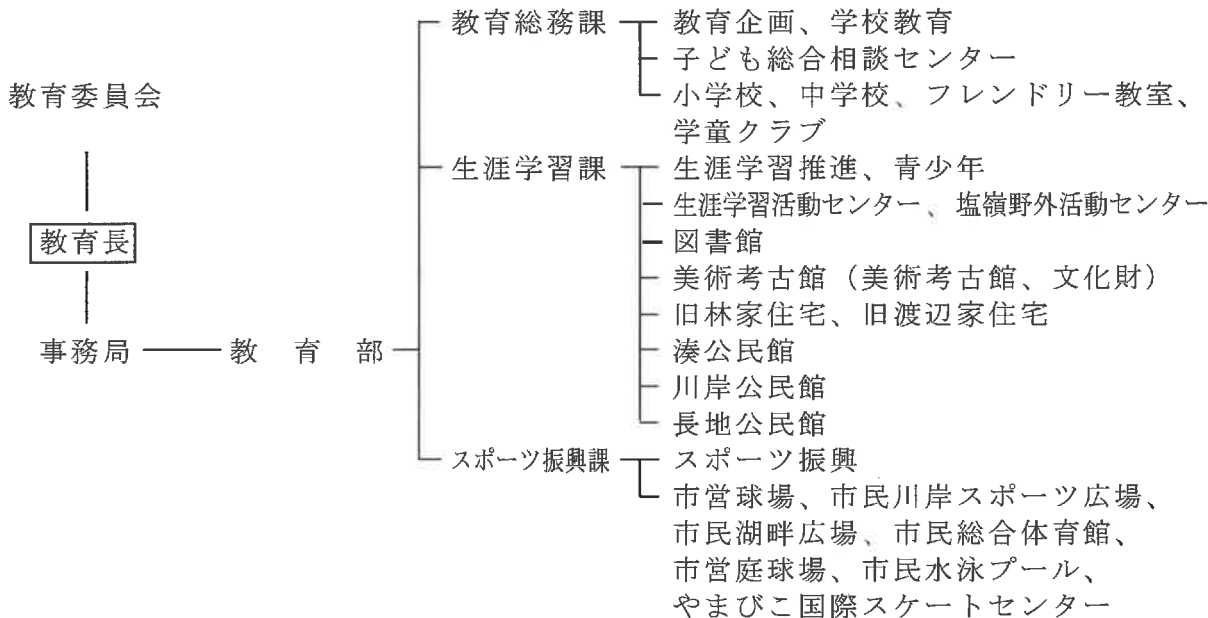 教育委員会
教育長
事務局
教育部
教育総務課
教育企画、学校教育
子ども総合相談センター
小学校、中学校、フレンドリー教室、
学童クラブ
生涯学習課
生涯学習推進、青少年
生涯学習活動センター、塩嶺野外活動センター
図書館
美術考古館（美術考古館、文化財）
旧林家住宅、旧渡辺家住宅
湊公民館
川岸公民館
長地公民館
スポーツ振興課
スポーツ振興
市営球場、市民川岸スポーツ広場、
市民湖畔広場、市民総合体育館、
市営庭球場、市民水泳プール、
やまびこ国際スケートセンター